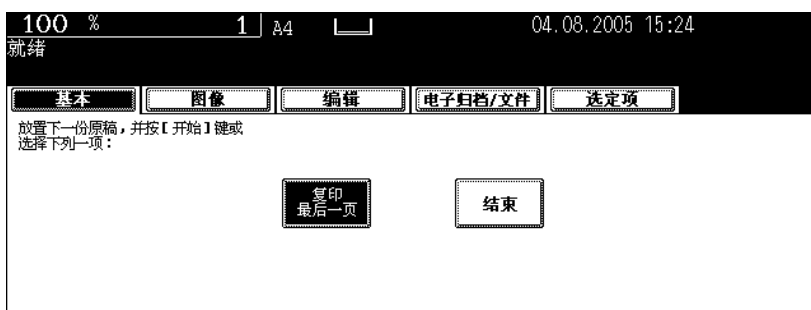 100 % 1 A4 04.08.2005 15:24
就绪
基本 图像 编辑 电子归档/文件 选定项
放置下一份原稿,并按[开始]键或
选择下列一项:
复印
最后一页
结束